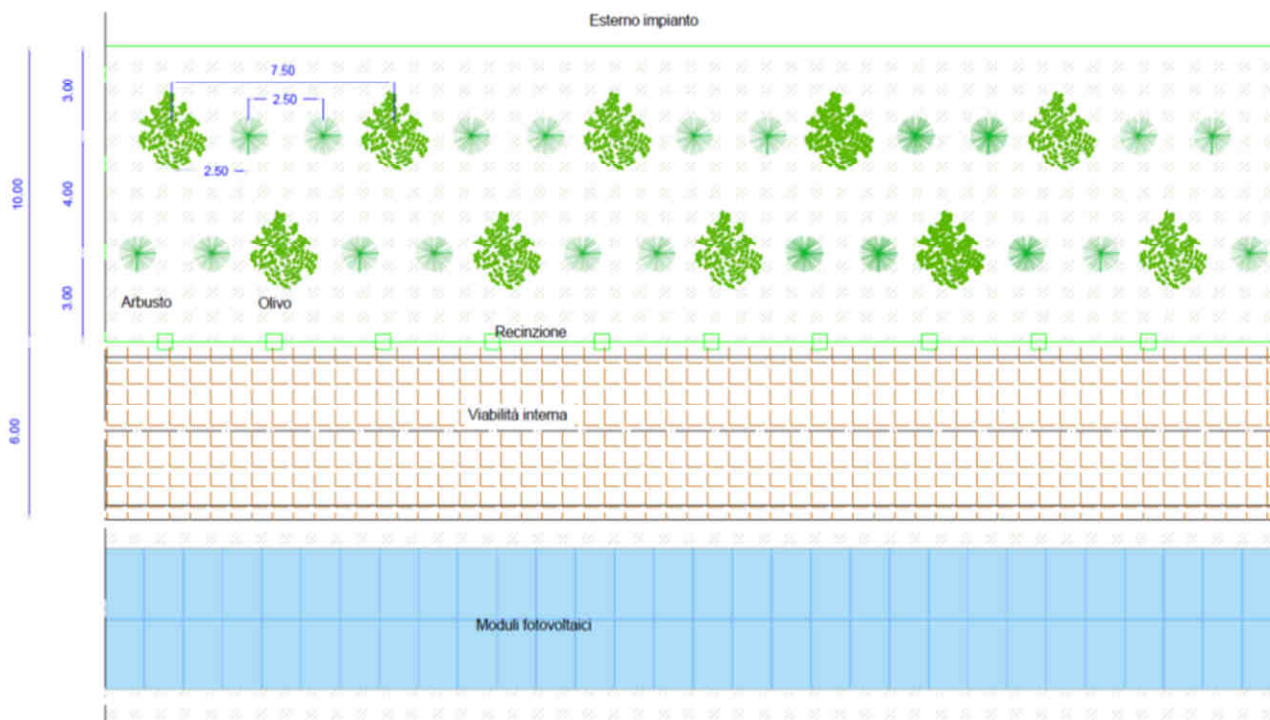 Esterno impianto
7.50
2.50
2.50
3.00
4.00
10.00
3.00
Arbusto
Olivo
Recinzione
Viabilità interna
6.00
Moduli fotovoltaici